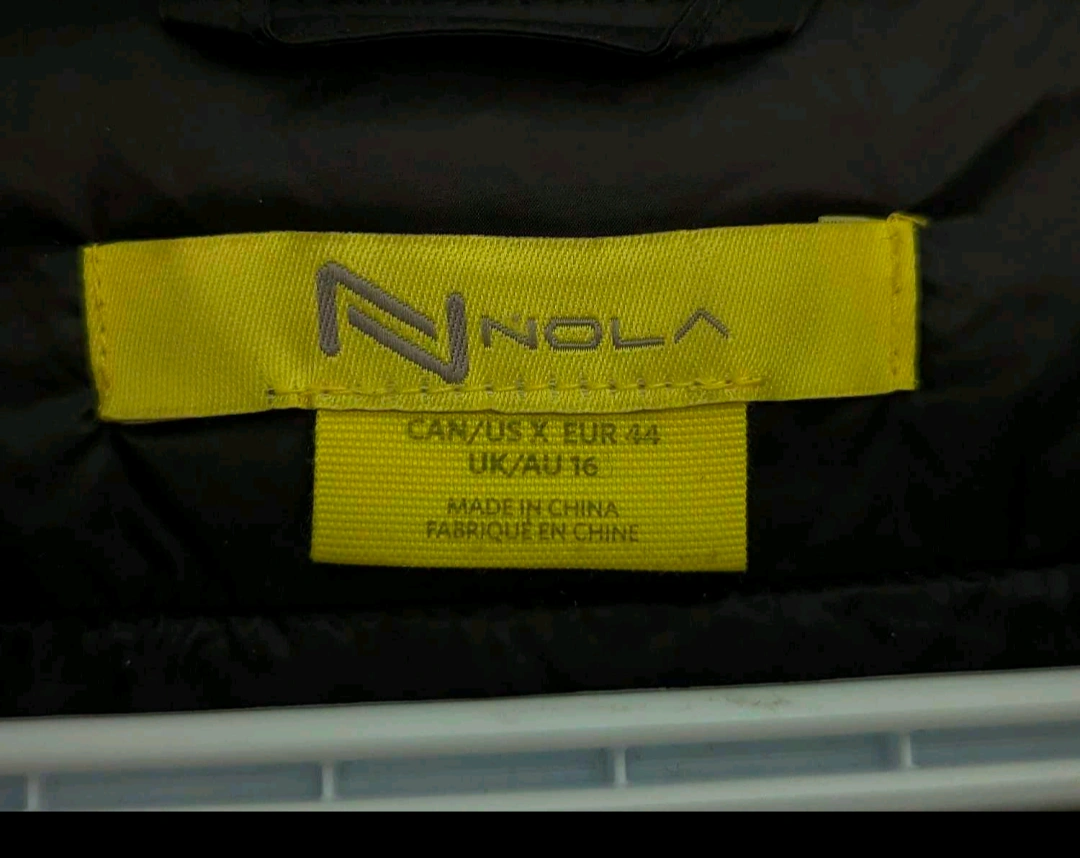 NOLA
CAN/US X EUR 44
UK/AU 16
MADE IN CHINA
FABRIQUÉ EN CHINE